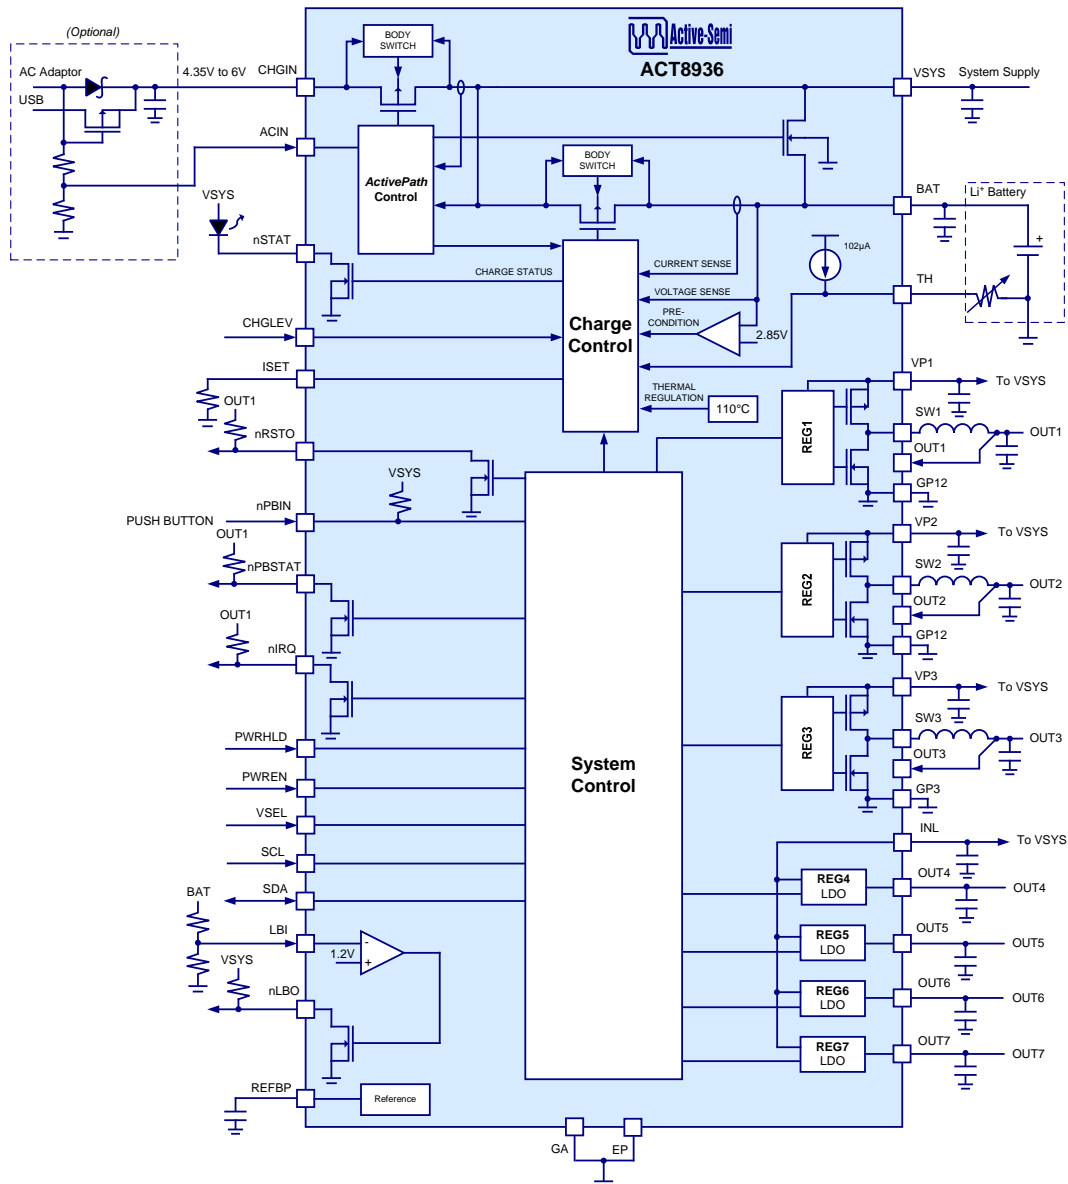 (Optional)
AC Adaptor
USB
4.35V to 6V
CHGIN
BODY
SWITCH
Active-Semi
ACT8936
VSYS
System Supply
ACIN
ActivePath
Control
BODY
SWITCH
BAT
Li+ Battery
+
VSYS
nSTAT
CHARGE STATUS
CURRENT SENSE
102µA
VOLTAGE SENSE
TH
CHGLEV
Charge
Control
PRE-
CONDITION
2.85V
ISET
THERMAL
REGULATION
110°C
VP1
To VSYS
OUT1
nRSTO
REG1
SW1
OUT1
OUT1
GP12
VSYS
nPBIN
PUSH BUTTON
OUT1
nPBSTAT
VP2
To VSYS
REG2
SW2
OUT2
OUT2
GP12
OUT1
nIRQ
VP3
To VSYS
REG3
SW3
OUT3
OUT3
GP3
PWRHLD
PWREN
VSEL
SCL
SDA
System
Control
INL
To VSYS
REG4
LDO
OUT4
OUT4
BAT
LBI
1.2V
-
+
REG5
LDO
OUT5
OUT5
VSYS
nLBO
REG6
LDO
OUT6
OUT6
REG7
LDO
OUT7
OUT7
REFBP
Reference
GA
EP